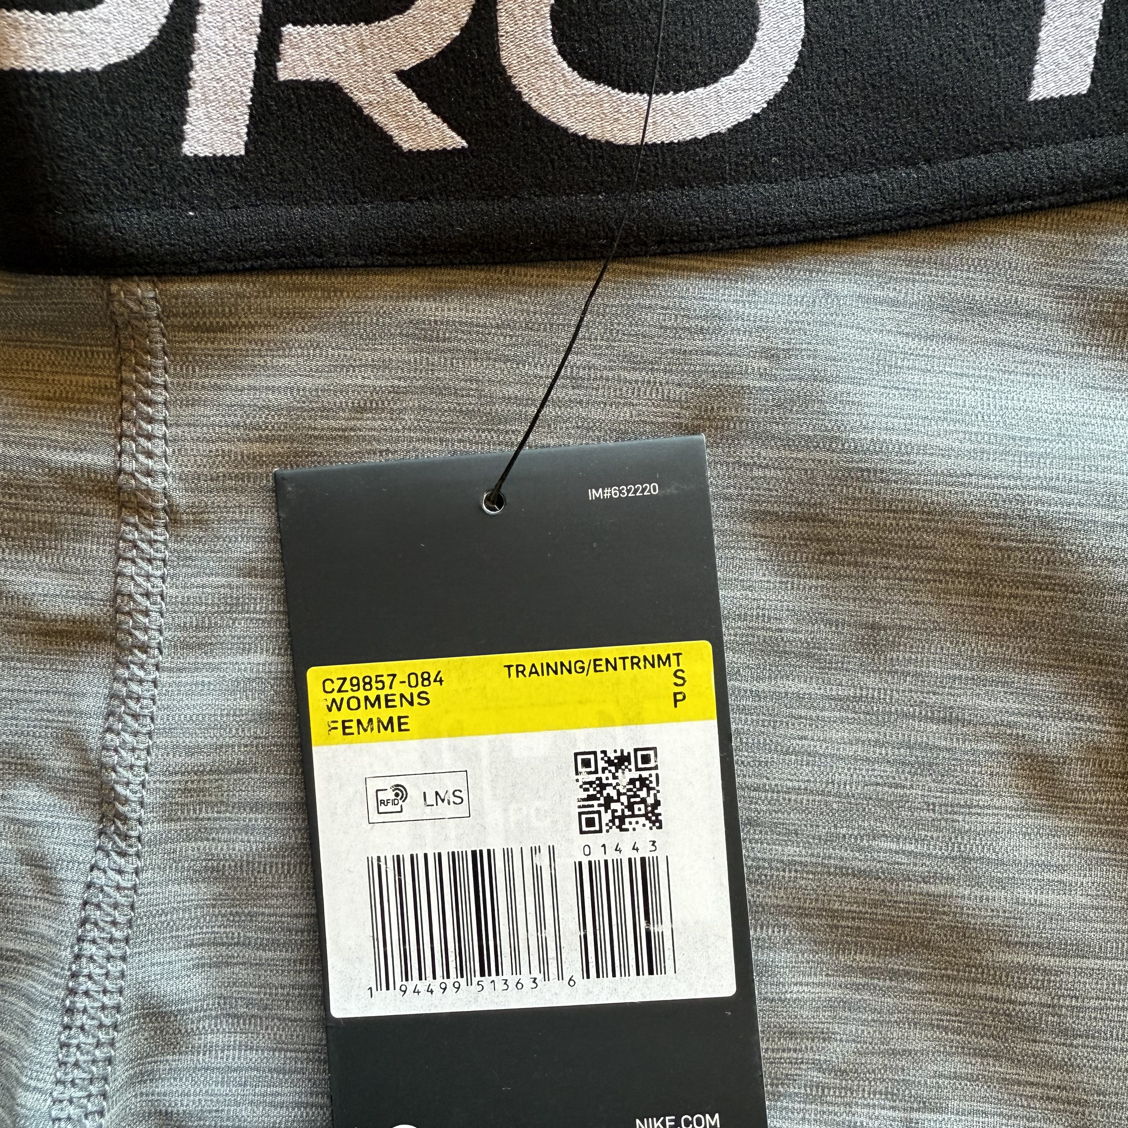 PRO
IM#632220
CZ9857-084 TRAINNG/ENTRNMT
WOMENS S
FEMME P
RFID LMS
01443
1 94499 51363 6
NIKE.COM